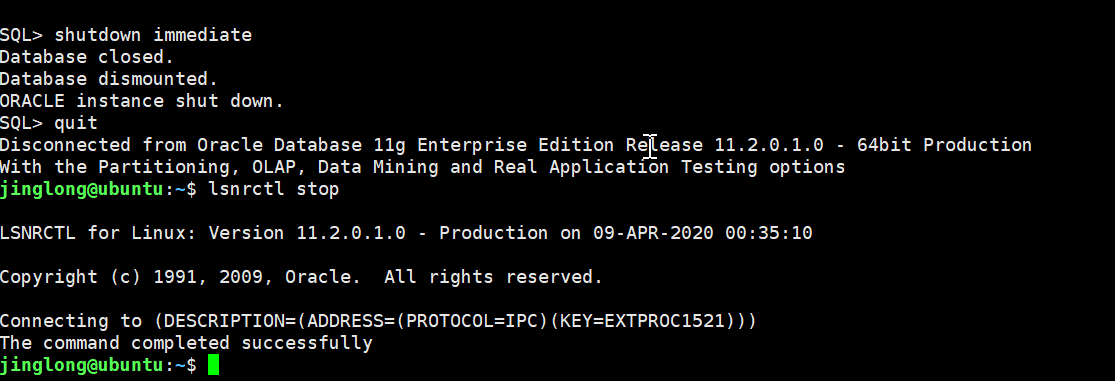 SQL> shutdown immediate
Database closed.
Database dismounted.
ORACLE instance shut down.
SQL> quit
Disconnected from Oracle Database 11g Enterprise Edition Release 11.2.0.1.0 - 64bit Production
With the Partitioning, OLAP, Data Mining and Real Application Testing options
jinglong@ubuntu:~$ lsnrctl stop
LSNRCTL for Linux: Version 11.2.0.1.0 - Production on 09-APR-2020 00:35:10
Copyright (c) 1991, 2009, Oracle.  All rights reserved.
Connecting to (DESCRIPTION=(ADDRESS=(PROTOCOL=IPC)(KEY=EXTPROC1521)))
The command completed successfully
jinglong@ubuntu:~$